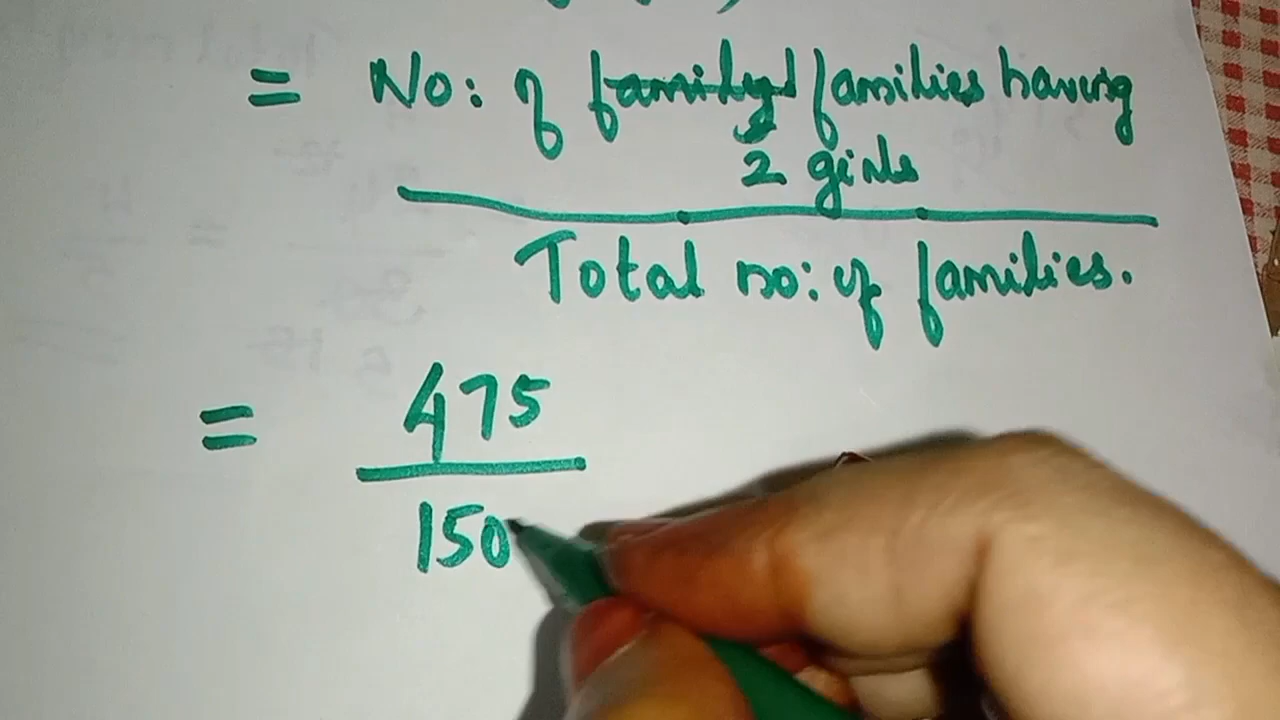 = No: of family families having
2 girls
Total no: of families.
= 475
150